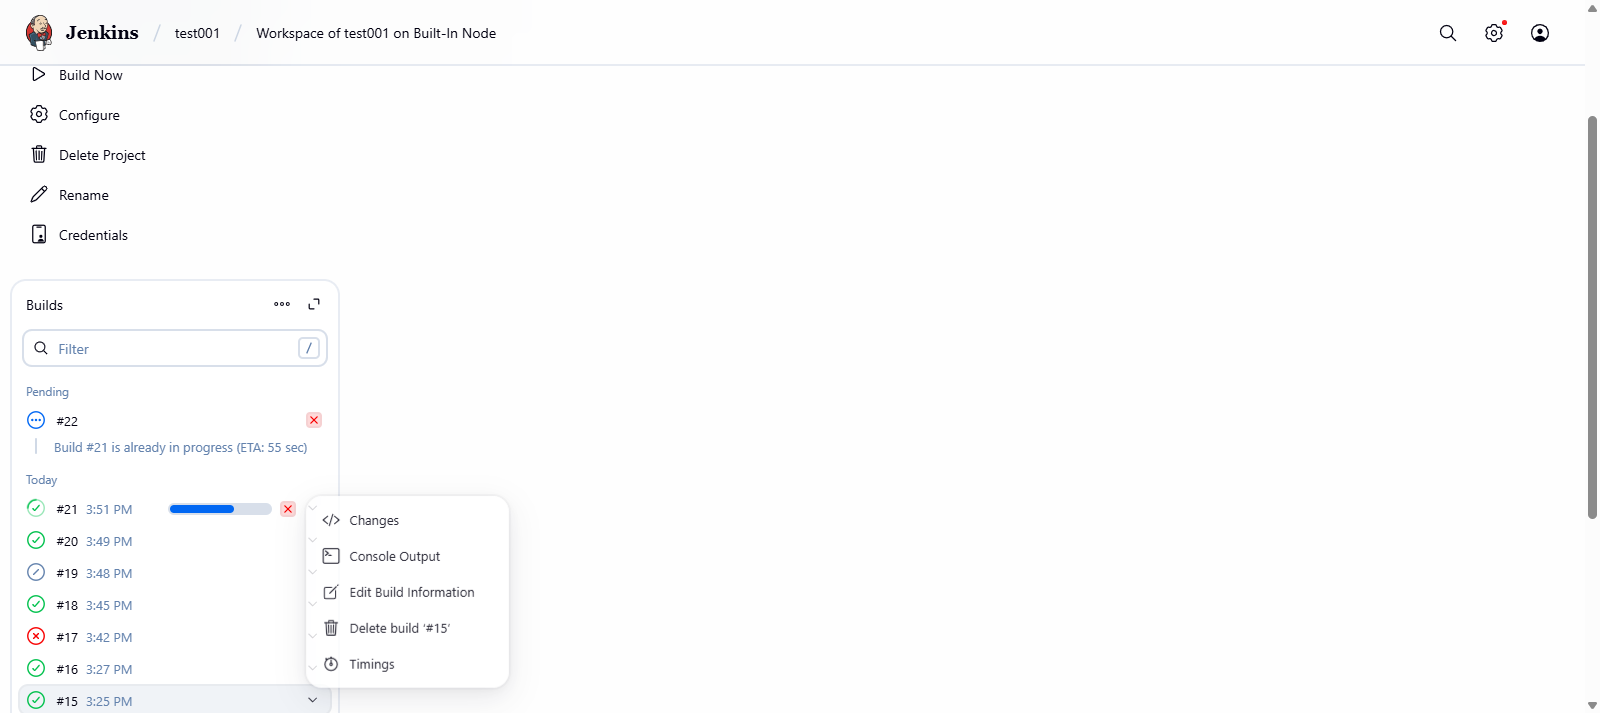 Jenkins / test001 / Workspace of test001 on Built-In Node
Build Now
Configure
Delete Project
Rename
Credentials
Builds
Filter /
Pending
#22
Build #21 is already in progress (ETA: 55 sec)
Today
#21 3:51 PM
#20 3:49 PM
#19 3:48 PM
#18 3:45 PM
#17 3:42 PM
#16 3:27 PM
#15 3:25 PM
Changes
Console Output
Edit Build Information
Delete build ‘#15’
Timings